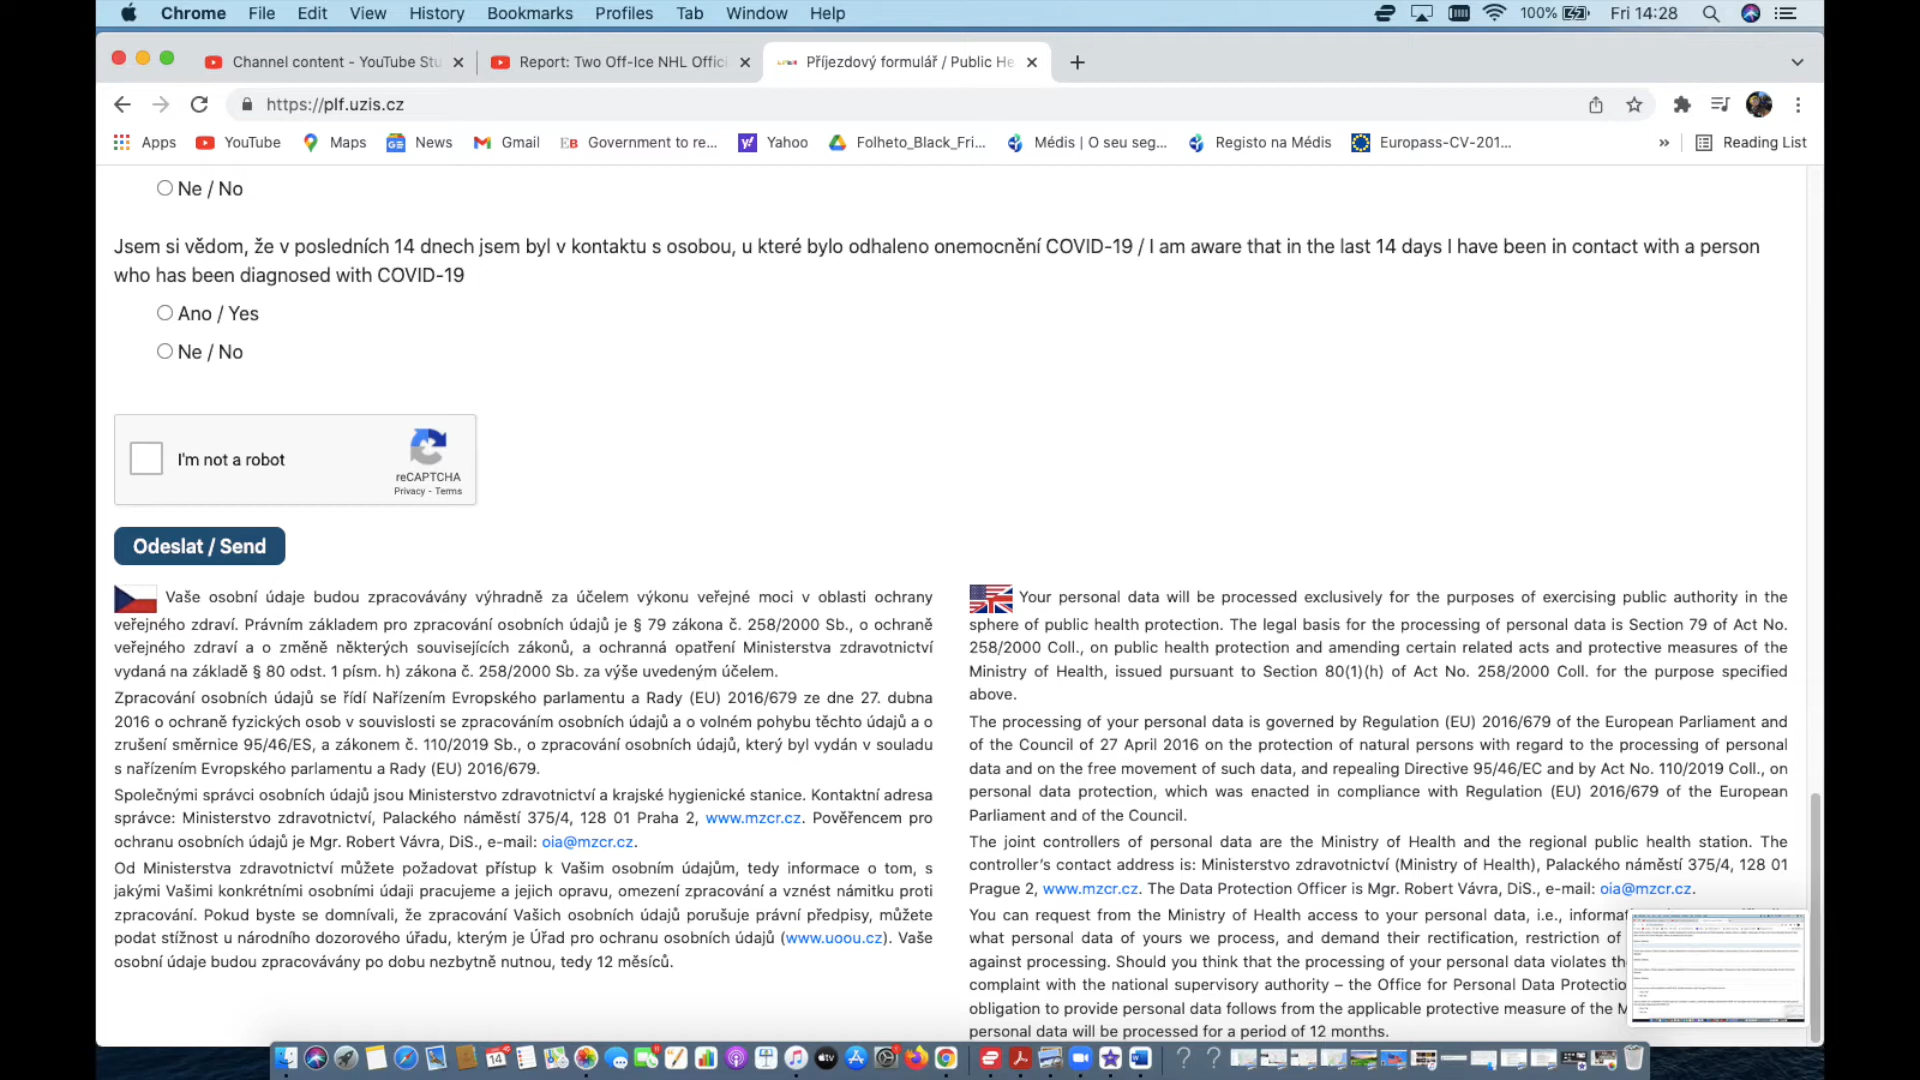 Chrome File Edit View History Bookmarks Profiles Tab Window Help 100% Fri 14:28
Channel content - YouTube Stu
Report: Two Off-Ice NHL Offici
Příjezdový formulář / Public He
https://plf.uzis.cz
Apps YouTube Maps News Gmail Government to re... Yahoo Folheto_Black_Fri... Médis | O seu seg... Registo na Médis Europass-CV-201... » Reading List
Ne / No
Jsem si vědom, že v posledních 14 dnech jsem byl v kontaktu s osobou, u které bylo odhaleno onemocnění COVID-19 / I am aware that in the last 14 days I have been in contact with a person
who has been diagnosed with COVID-19
Ano / Yes
Ne / No
I'm not a robot
reCAPTCHA
Privacy - Terms
Odeslat / Send
Vaše osobní údaje budou zpracovávány výhradně za účelem výkonu veřejné moci v oblasti ochrany
veřejného zdraví. Právním základem pro zpracování osobních údajů je § 79 zákona č. 258/2000 Sb., o ochraně
veřejného zdraví a o změně některých souvisejících zákonů, a ochranná opatření Ministerstva zdravotnictví
vydaná na základě § 80 odst. 1 písm. h) zákona č. 258/2000 Sb. za výše uvedeným účelem.
Zpracování osobních údajů se řídí Nařízením Evropského parlamentu a Rady (EU) 2016/679 ze dne 27. dubna
2016 o ochraně fyzických osob v souvislosti se zpracováním osobních údajů a o volném pohybu těchto údajů a o
zrušení směrnice 95/46/ES, a zákonem č. 110/2019 Sb., o zpracování osobních údajů, který byl vydán v souladu
s nařízením Evropského parlamentu a Rady (EU) 2016/679.
Společnými správci osobních údajů jsou Ministerstvo zdravotnictví a krajské hygienické stanice. Kontaktní adresa
správce: Ministerstvo zdravotnictví, Palackého náměstí 375/4, 128 01 Praha 2, www.mzcr.cz. Pověřencem pro
ochranu osobních údajů je Mgr. Robert Vávra, DiS., e-mail: oia@mzcr.cz.
Od Ministerstva zdravotnictví můžete požadovat přístup k Vašim osobním údajům, tedy informace o tom, s
jakými Vašimi konkrétními osobními údaji pracujeme a jejich opravu, omezení zpracování a vznést námitku proti
zpracování. Pokud byste se domnívali, že zpracování Vašich osobních údajů porušuje právní předpisy, můžete
podat stížnost u národního dozorového úřadu, kterým je Úřad pro ochranu osobních údajů (www.uoou.cz). Vaše
osobní údaje budou zpracovávány po dobu nezbytně nutnou, tedy 12 měsíců.
Your personal data will be processed exclusively for the purposes of exercising public authority in the
sphere of public health protection. The legal basis for the processing of personal data is Section 79 of Act No.
258/2000 Coll., on public health protection and amending certain related acts and protective measures of the
Ministry of Health, issued pursuant to Section 80(1)(h) of Act No. 258/2000 Coll. for the purpose specified
above.
The processing of your personal data is governed by Regulation (EU) 2016/679 of the European Parliament and
of the Council of 27 April 2016 on the protection of natural persons with regard to the processing of personal
data and on the free movement of such data, and repealing Directive 95/46/EC and by Act No. 110/2019 Coll., on
personal data protection, which was enacted in compliance with Regulation (EU) 2016/679 of the European
Parliament and of the Council.
The joint controllers of personal data are the Ministry of Health and the regional public health station. The
controller's contact address is: Ministerstvo zdravotnictví (Ministry of Health), Palackého náměstí 375/4, 128 01
Prague 2, www.mzcr.cz. The Data Protection Officer is Mgr. Robert Vávra, DiS., e-mail: oia@mzcr.cz.
You can request from the Ministry of Health access to your personal data, i.e.,
what personal data of yours we process, and demand their rectification, restriction of
against processing. Should you think that the processing of your personal data violates
complaint with the national supervisory authority – the Office for Personal Data
obligation to provide personal data follows from the applicable protective measure of the
personal data will be processed for a period of 12 months.